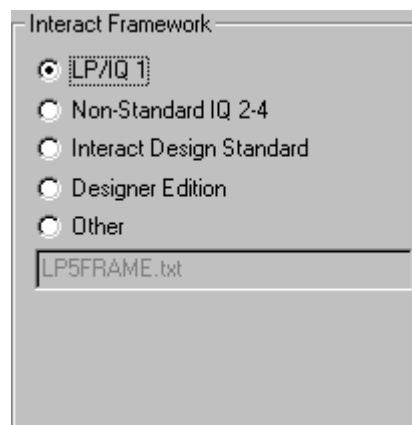 Interact Framework
LP/IQ 1
Non-Standard IQ 2-4
Interact Design Standard
Designer Edition
Other
LP5FRAME.txt